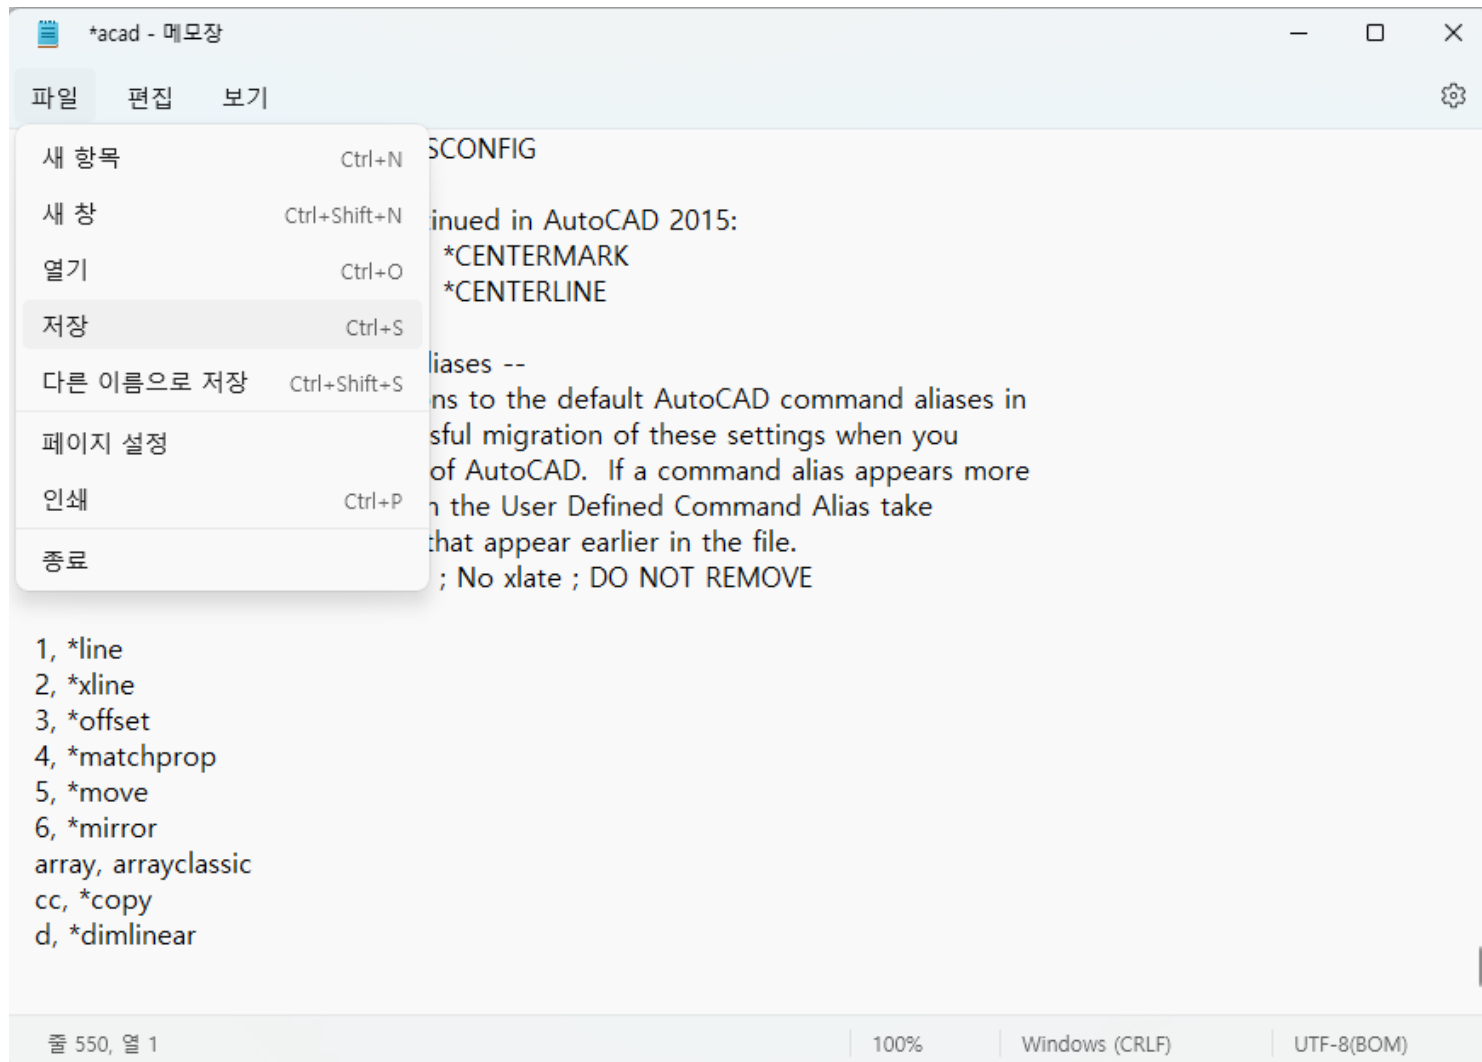 *acad - 메모장
파일 편집 보기
새 항목 Ctrl+N
새 창 Ctrl+Shift+N
열기 Ctrl+O
저장 Ctrl+S
다른 이름으로 저장 Ctrl+Shift+S
페이지 설정
인쇄 Ctrl+P
종료
SCONFIG
inued in AutoCAD 2015:
*CENTERMARK
*CENTERLINE
liases --
ns to the default AutoCAD command aliases in
sful migration of these settings when you
of AutoCAD. If a command alias appears more
the User Defined Command Alias take
that appear earlier in the file.
; No xlate ; DO NOT REMOVE
1, *line
2, *xline
3, *offset
4, *matchprop
5, *move
6, *mirror
array, arrayclassic
cc, *copy
d, *dimlinear
줄 550, 열 1 100% Windows (CRLF) UTF-8(BOM)